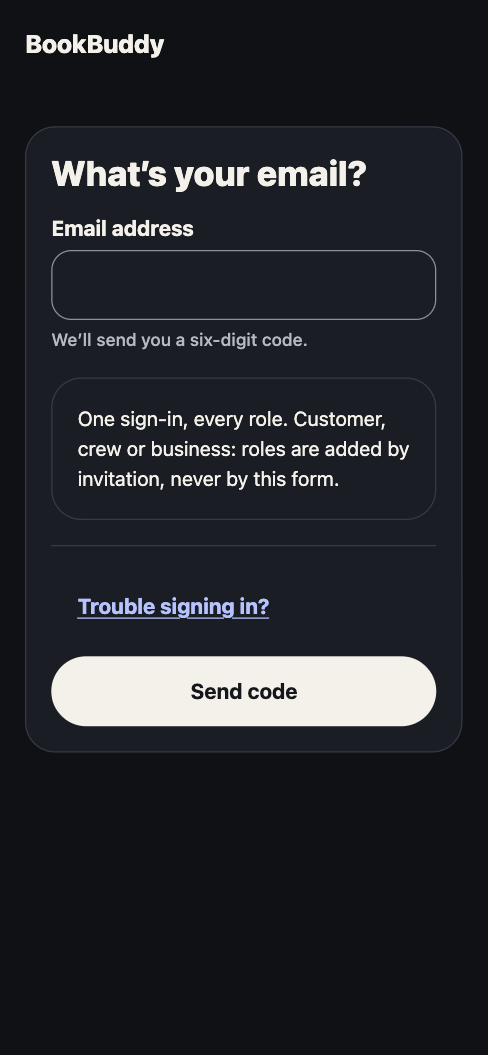 BookBuddy
What’s your email?
Email address
We’ll send you a six-digit code.
One sign-in, every role. Customer,
crew or business: roles are added by
invitation, never by this form.
Trouble signing in?
Send code